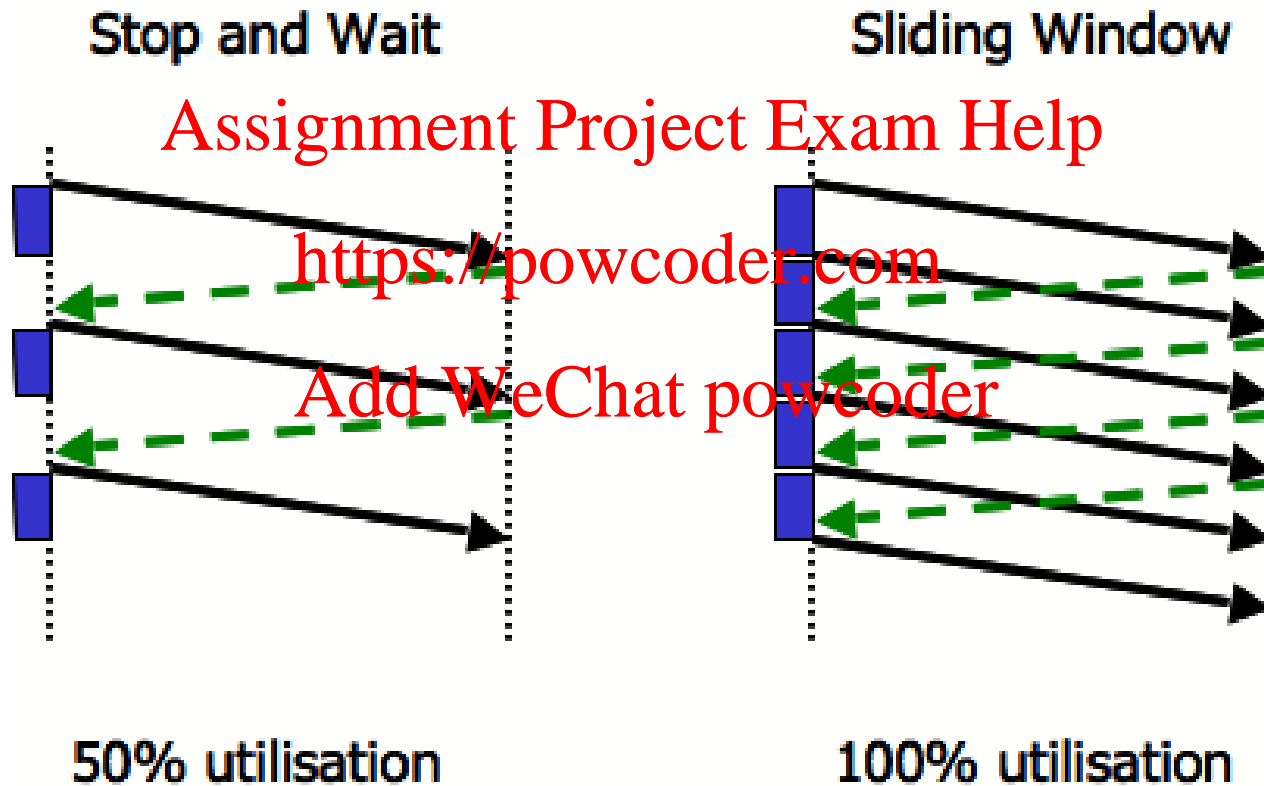 Stop and Wait
Sliding Window
Assignment Project Exam Help
https://powcoder.com
Add WeChat powcoder
50% utilisation
100% utilisation